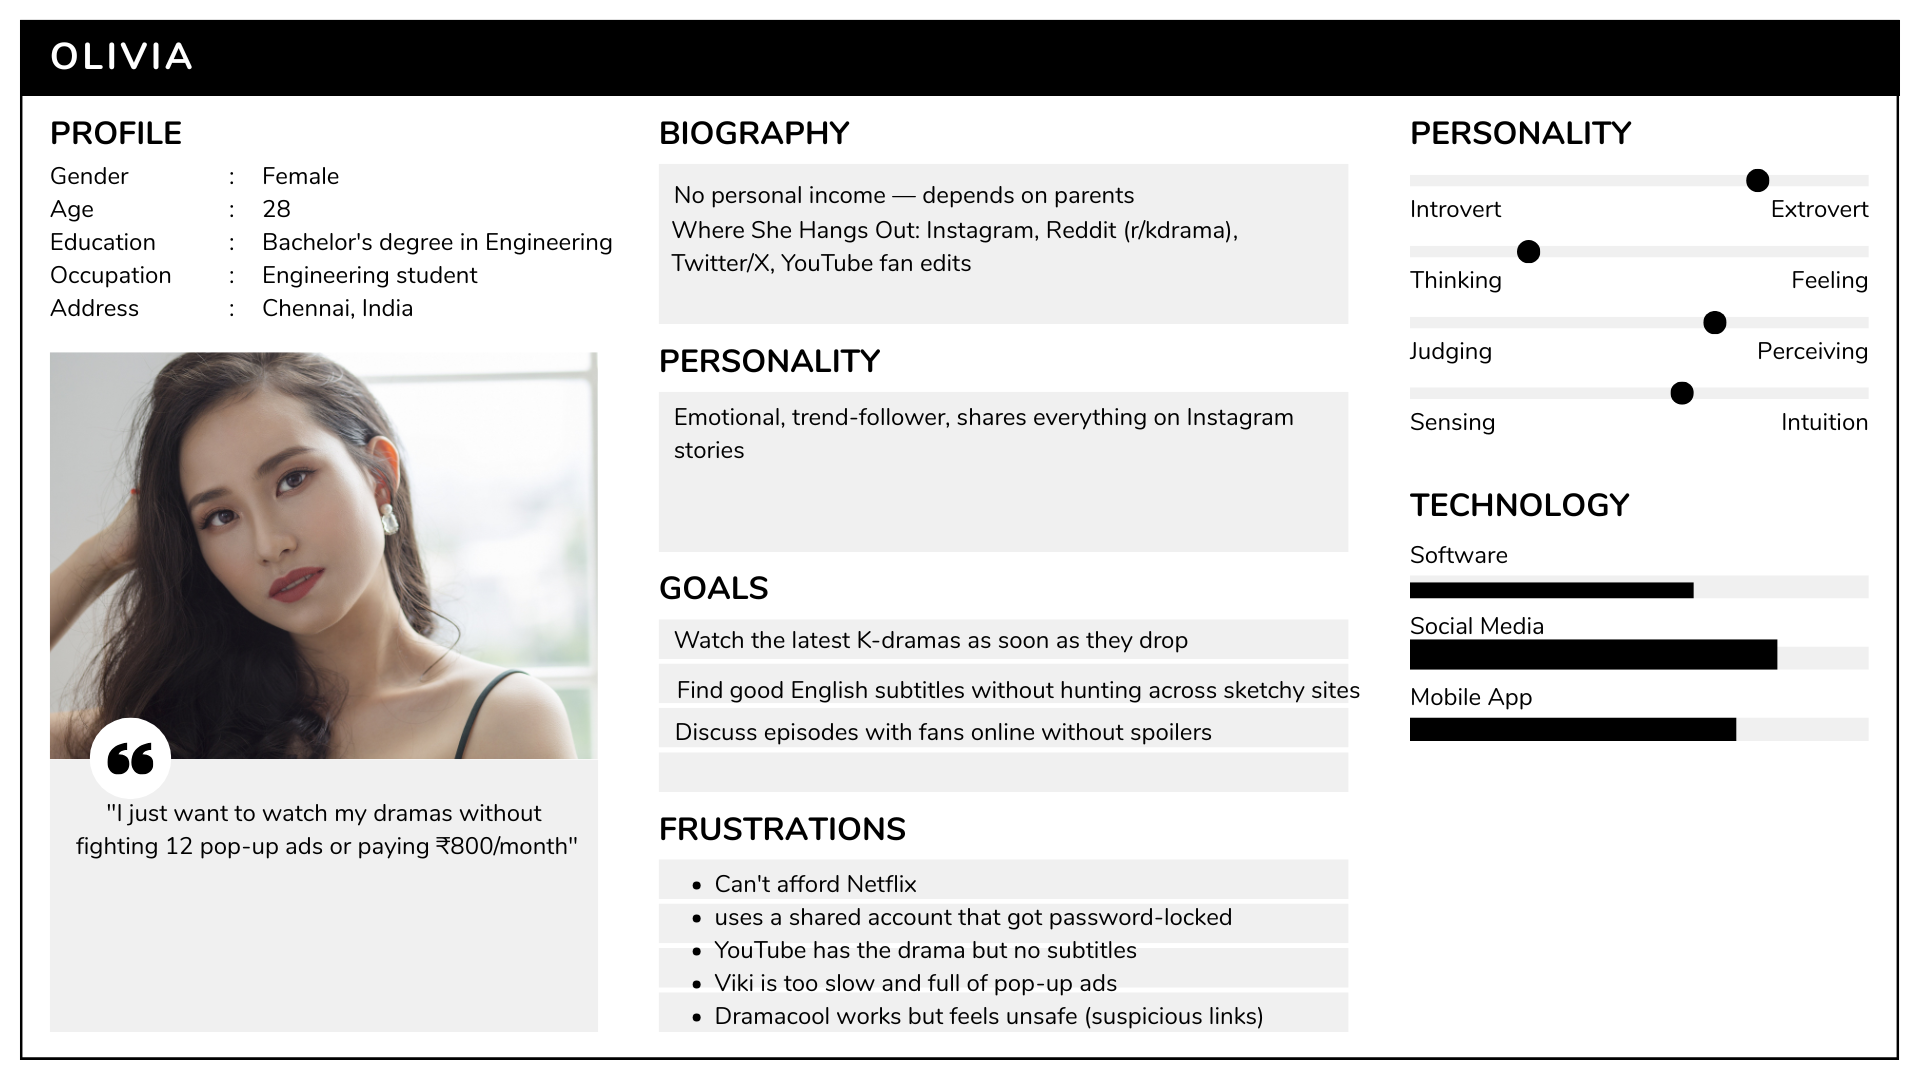 OLIVIA
PROFILE
Gender : Female
Age : 28
Education : Bachelor's degree in Engineering
Occupation : Engineering student
Address : Chennai, India
"I just want to watch my dramas without
fighting 12 pop-up ads or paying ₹800/month"
BIOGRAPHY
No personal income — depends on parents
Where She Hangs Out: Instagram, Reddit (r/kdrama),
Twitter/X, YouTube fan edits
PERSONALITY
Emotional, trend-follower, shares everything on Instagram
stories
GOALS
Watch the latest K-dramas as soon as they drop
Find good English subtitles without hunting across sketchy sites
Discuss episodes with fans online without spoilers
FRUSTRATIONS
• Can't afford Netflix
• uses a shared account that got password-locked
• YouTube has the drama but no subtitles
• Viki is too slow and full of pop-up ads
• Dramacool works but feels unsafe (suspicious links)
PERSONALITY
Introvert Extrovert
Thinking Feeling
Judging Perceiving
Sensing Intuition
TECHNOLOGY
Software
Social Media
Mobile App